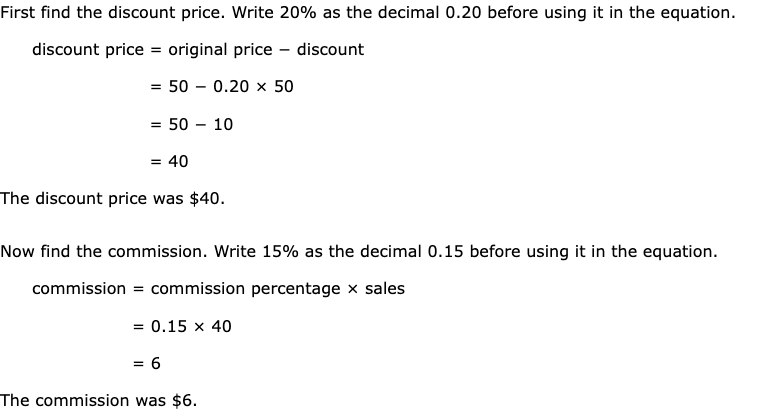 First find the discount price. Write 20% as the decimal 0.20 before using it in the equation.
discount price = original price − discount
= 50 − 0.20 × 50
= 50 − 10
= 40
The discount price was $40.
Now find the commission. Write 15% as the decimal 0.15 before using it in the equation.
commission = commission percentage × sales
= 0.15 × 40
= 6
The commission was $6.